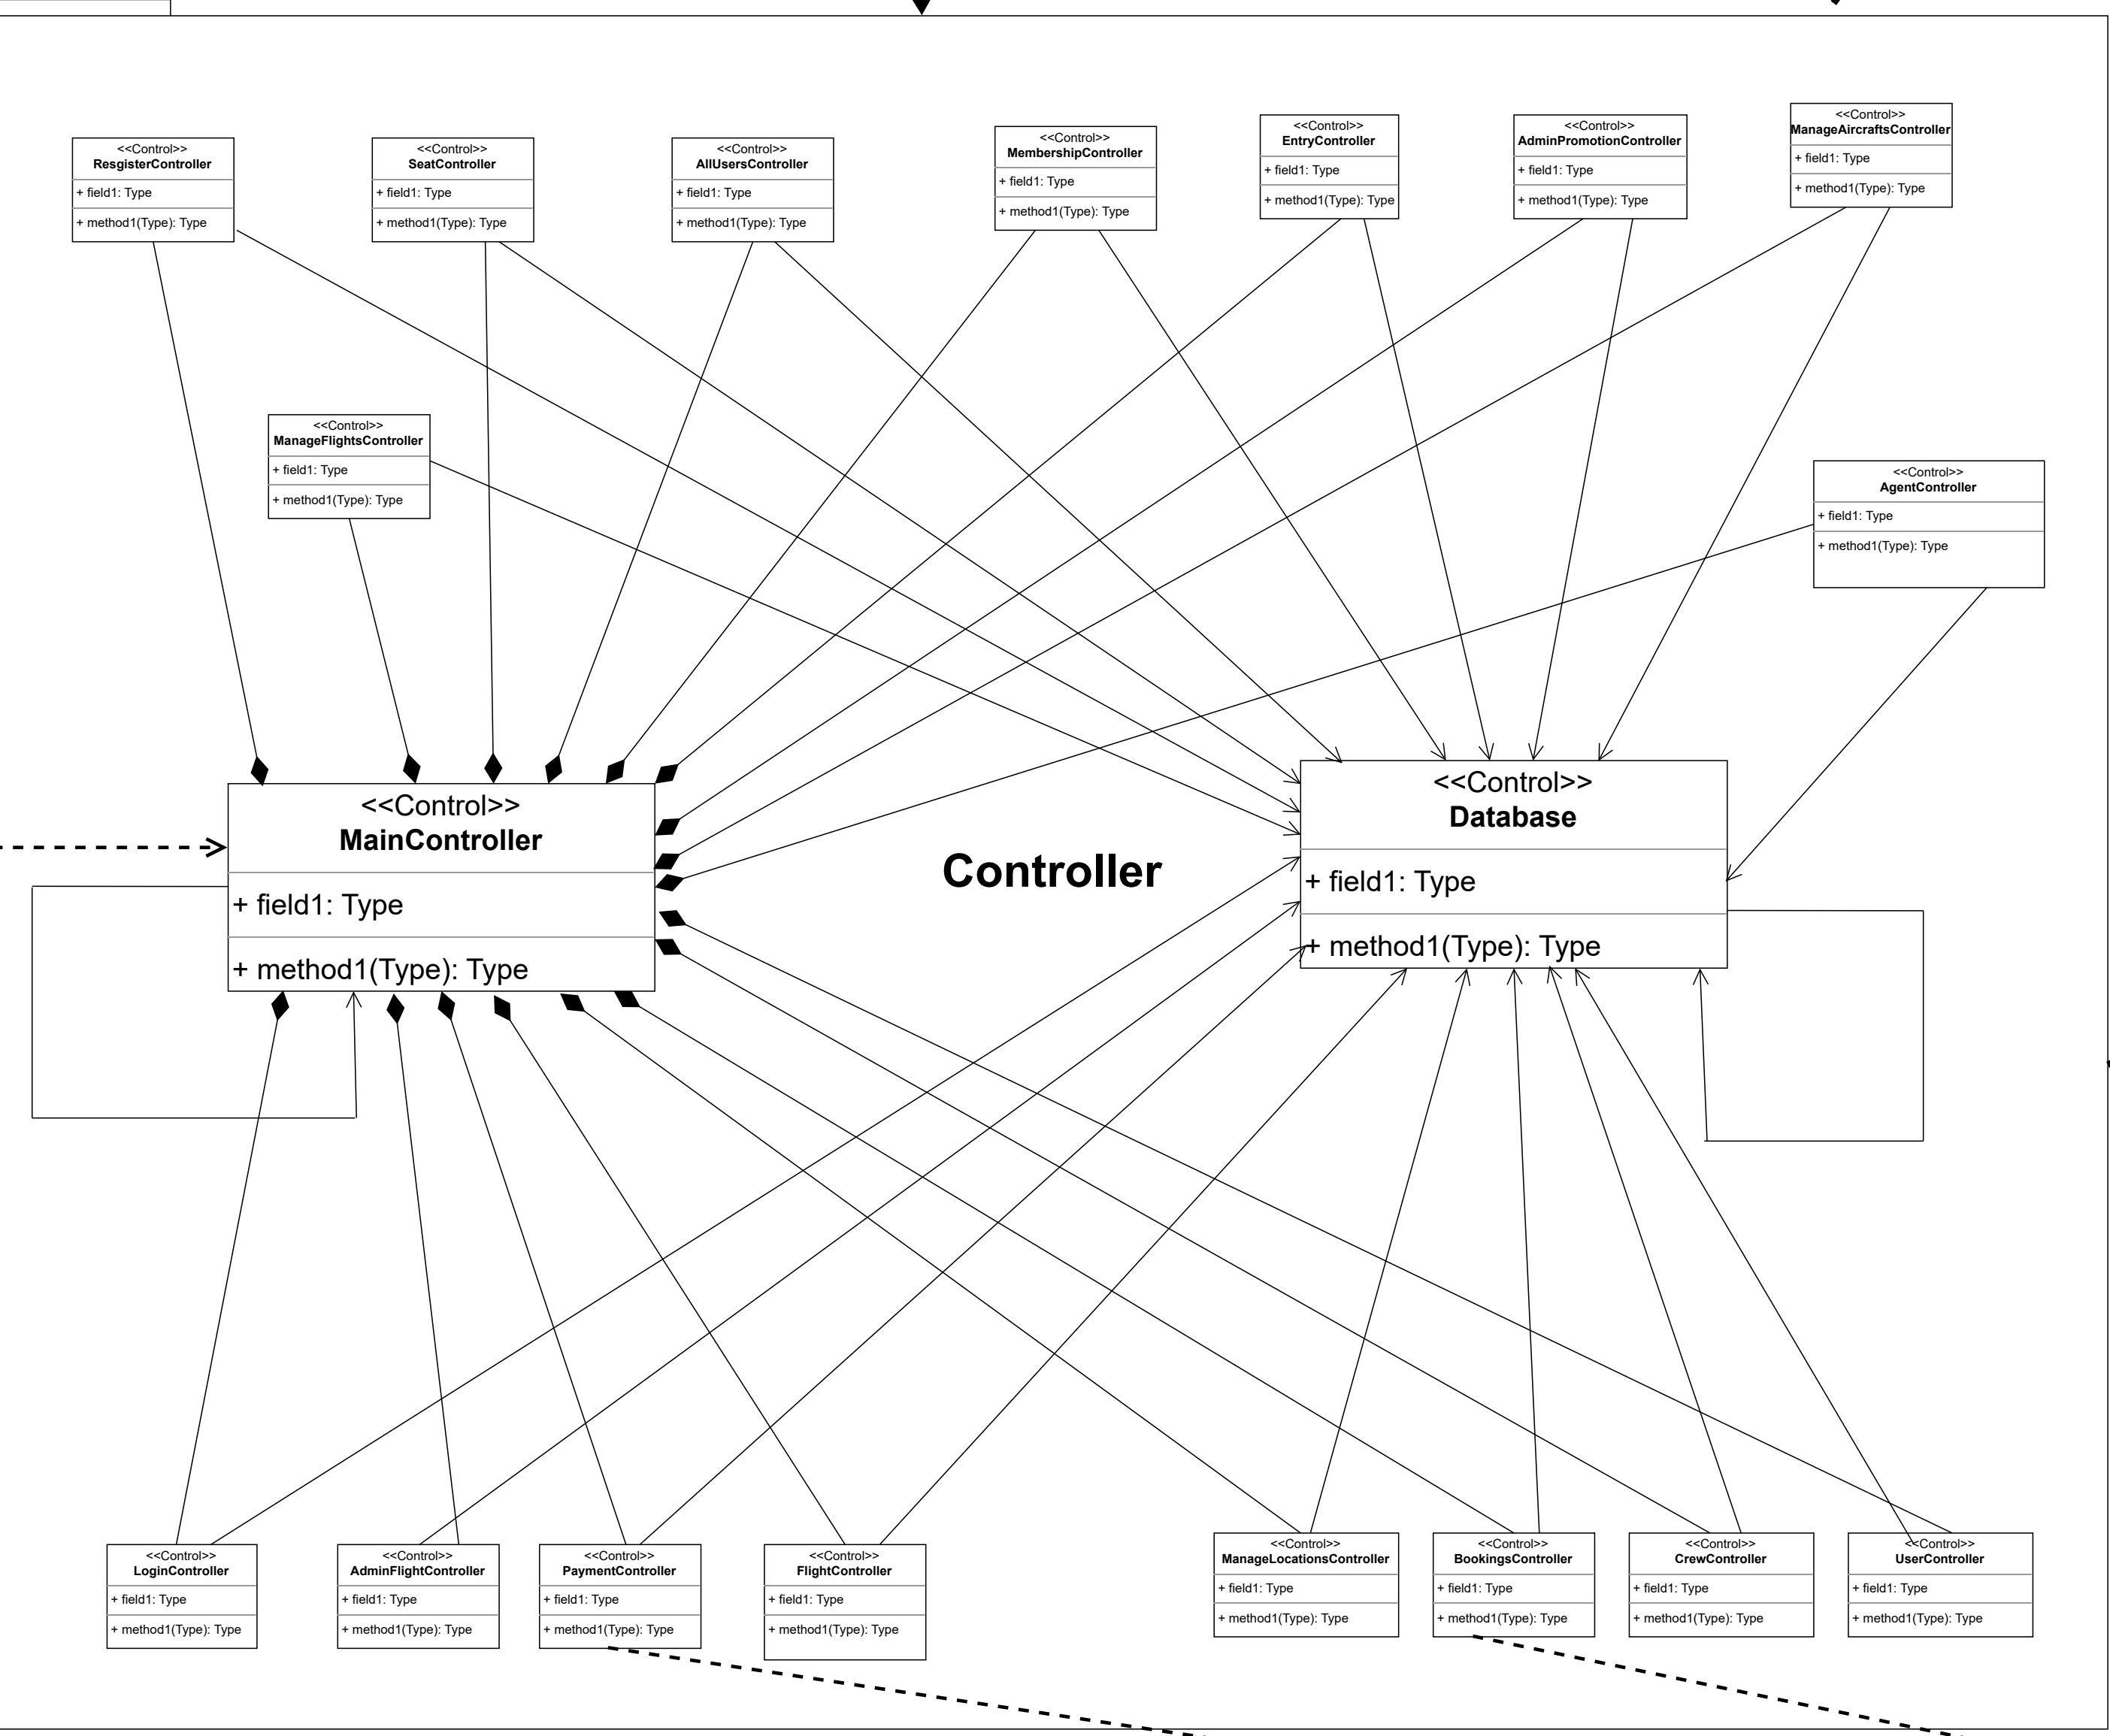 <<Control>>
ResgisterController
+ field1: Type
+ method1(Type): Type
<<Control>>
SeatController
+ field1: Type
+ method1(Type): Type
<<Control>>
AllUsersController
+ field1: Type
+ method1(Type): Type
<<Control>>
MembershipController
+ field1: Type
+ method1(Type): Type
<<Control>>
EntryController
+ field1: Type
+ method1(Type): Type
<<Control>>
AdminPromotionController
+ field1: Type
+ method1(Type): Type
<<Control>>
ManageAircraftsController
+ field1: Type
+ method1(Type): Type
<<Control>>
ManageFlightsController
+ field1: Type
+ method1(Type): Type
<<Control>>
AgentController
+ field1: Type
+ method1(Type): Type
<<Control>>
MainController
+ field1: Type
+ method1(Type): Type
Controller
<<Control>>
Database
+ field1: Type
+ method1(Type): Type
<<Control>>
LoginController
+ field1: Type
+ method1(Type): Type
<<Control>>
AdminFlightController
+ field1: Type
+ method1(Type): Type
<<Control>>
PaymentController
+ field1: Type
+ method1(Type): Type
<<Control>>
FlightController
+ field1: Type
+ method1(Type): Type
<<Control>>
ManageLocationsController
+ field1: Type
+ method1(Type): Type
<<Control>>
BookingsController
+ field1: Type
+ method1(Type): Type
<<Control>>
CrewController
+ field1: Type
+ method1(Type): Type
<<Control>>
UserController
+ field1: Type
+ method1(Type): Type